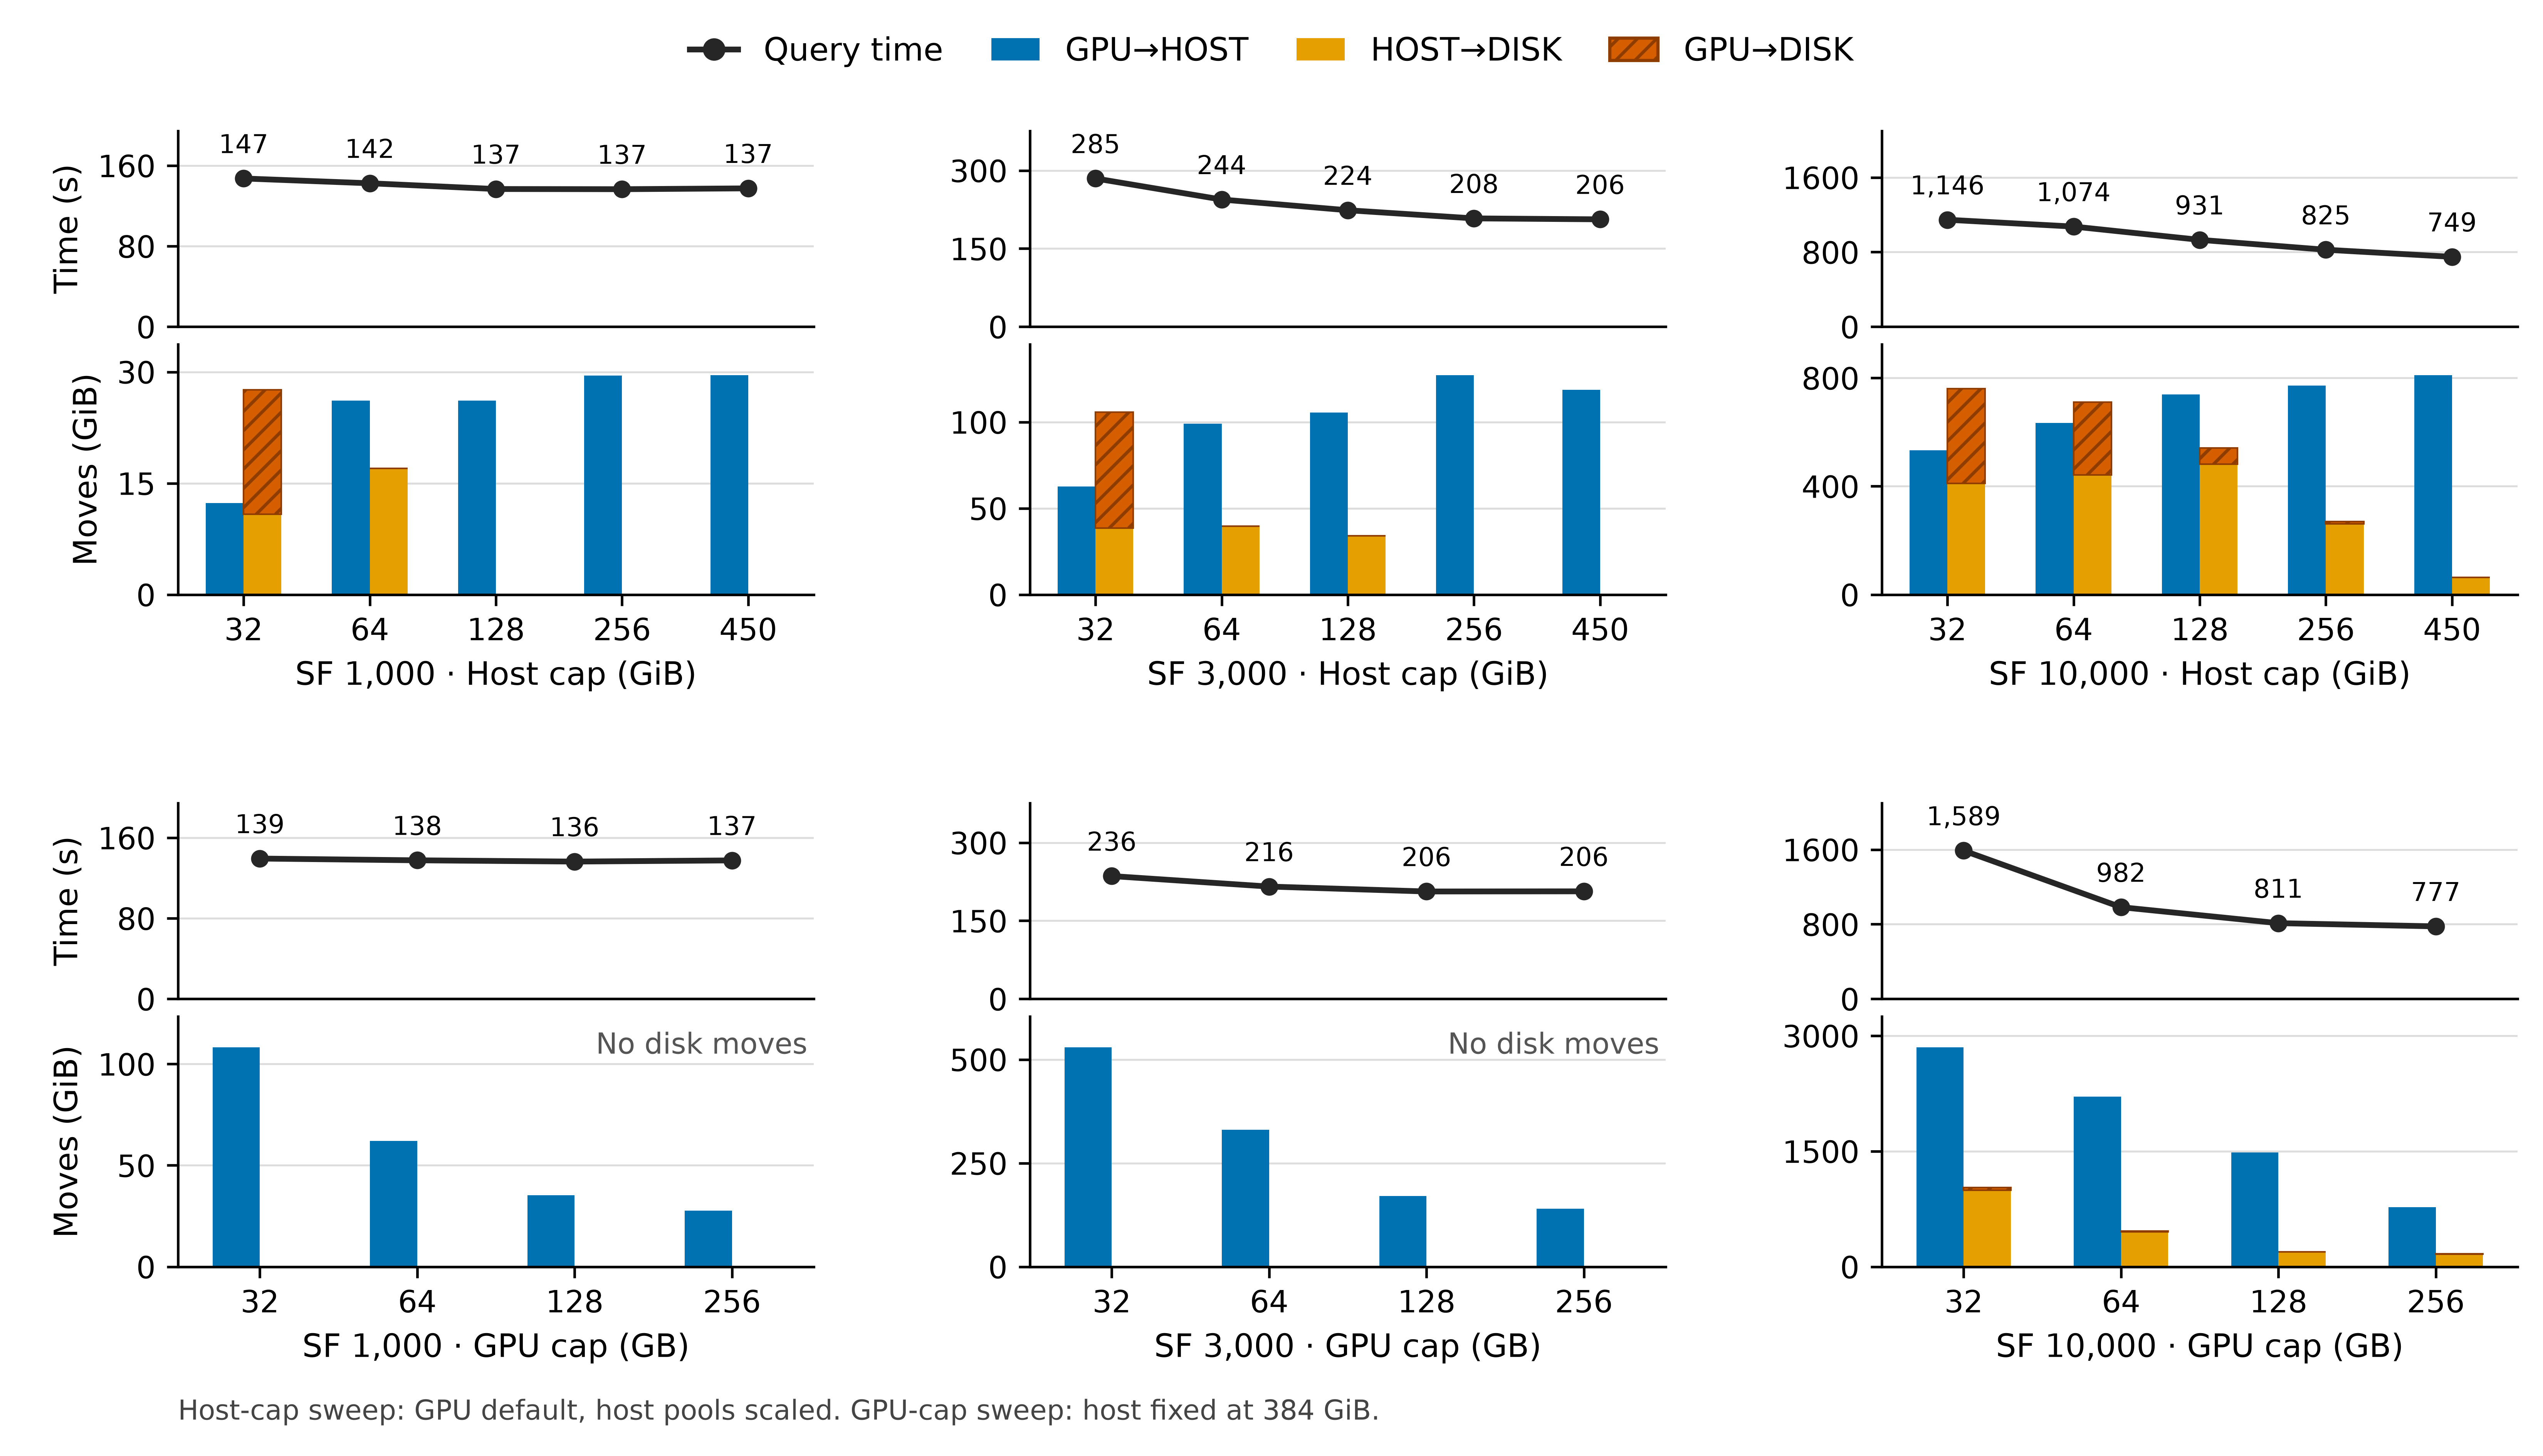 Query time GPU→HOST HOST→DISK GPU→DISK
Time (s)
160
80
0
147 142 137 137 137
Moves (GiB)
30
15
0
32 64 128 256 450
SF 1,000 · Host cap (GiB)
300
150
0
285 244 224 208 206
100
50
0
32 64 128 256 450
SF 3,000 · Host cap (GiB)
1600
800
0
1,146 1,074 931 825 749
800
400
0
32 64 128 256 450
SF 10,000 · Host cap (GiB)
Time (s)
160
80
0
139 138 136 137
Moves (GiB)
100
50
0
No disk moves
32 64 128 256
SF 1,000 · GPU cap (GB)
300
150
0
236 216 206 206
500
250
0
No disk moves
32 64 128 256
SF 3,000 · GPU cap (GB)
1600
800
0
1,589 982 811 777
3000
1500
0
32 64 128 256
SF 10,000 · GPU cap (GB)
Host-cap sweep: GPU default, host pools scaled. GPU-cap sweep: host fixed at 384 GiB.